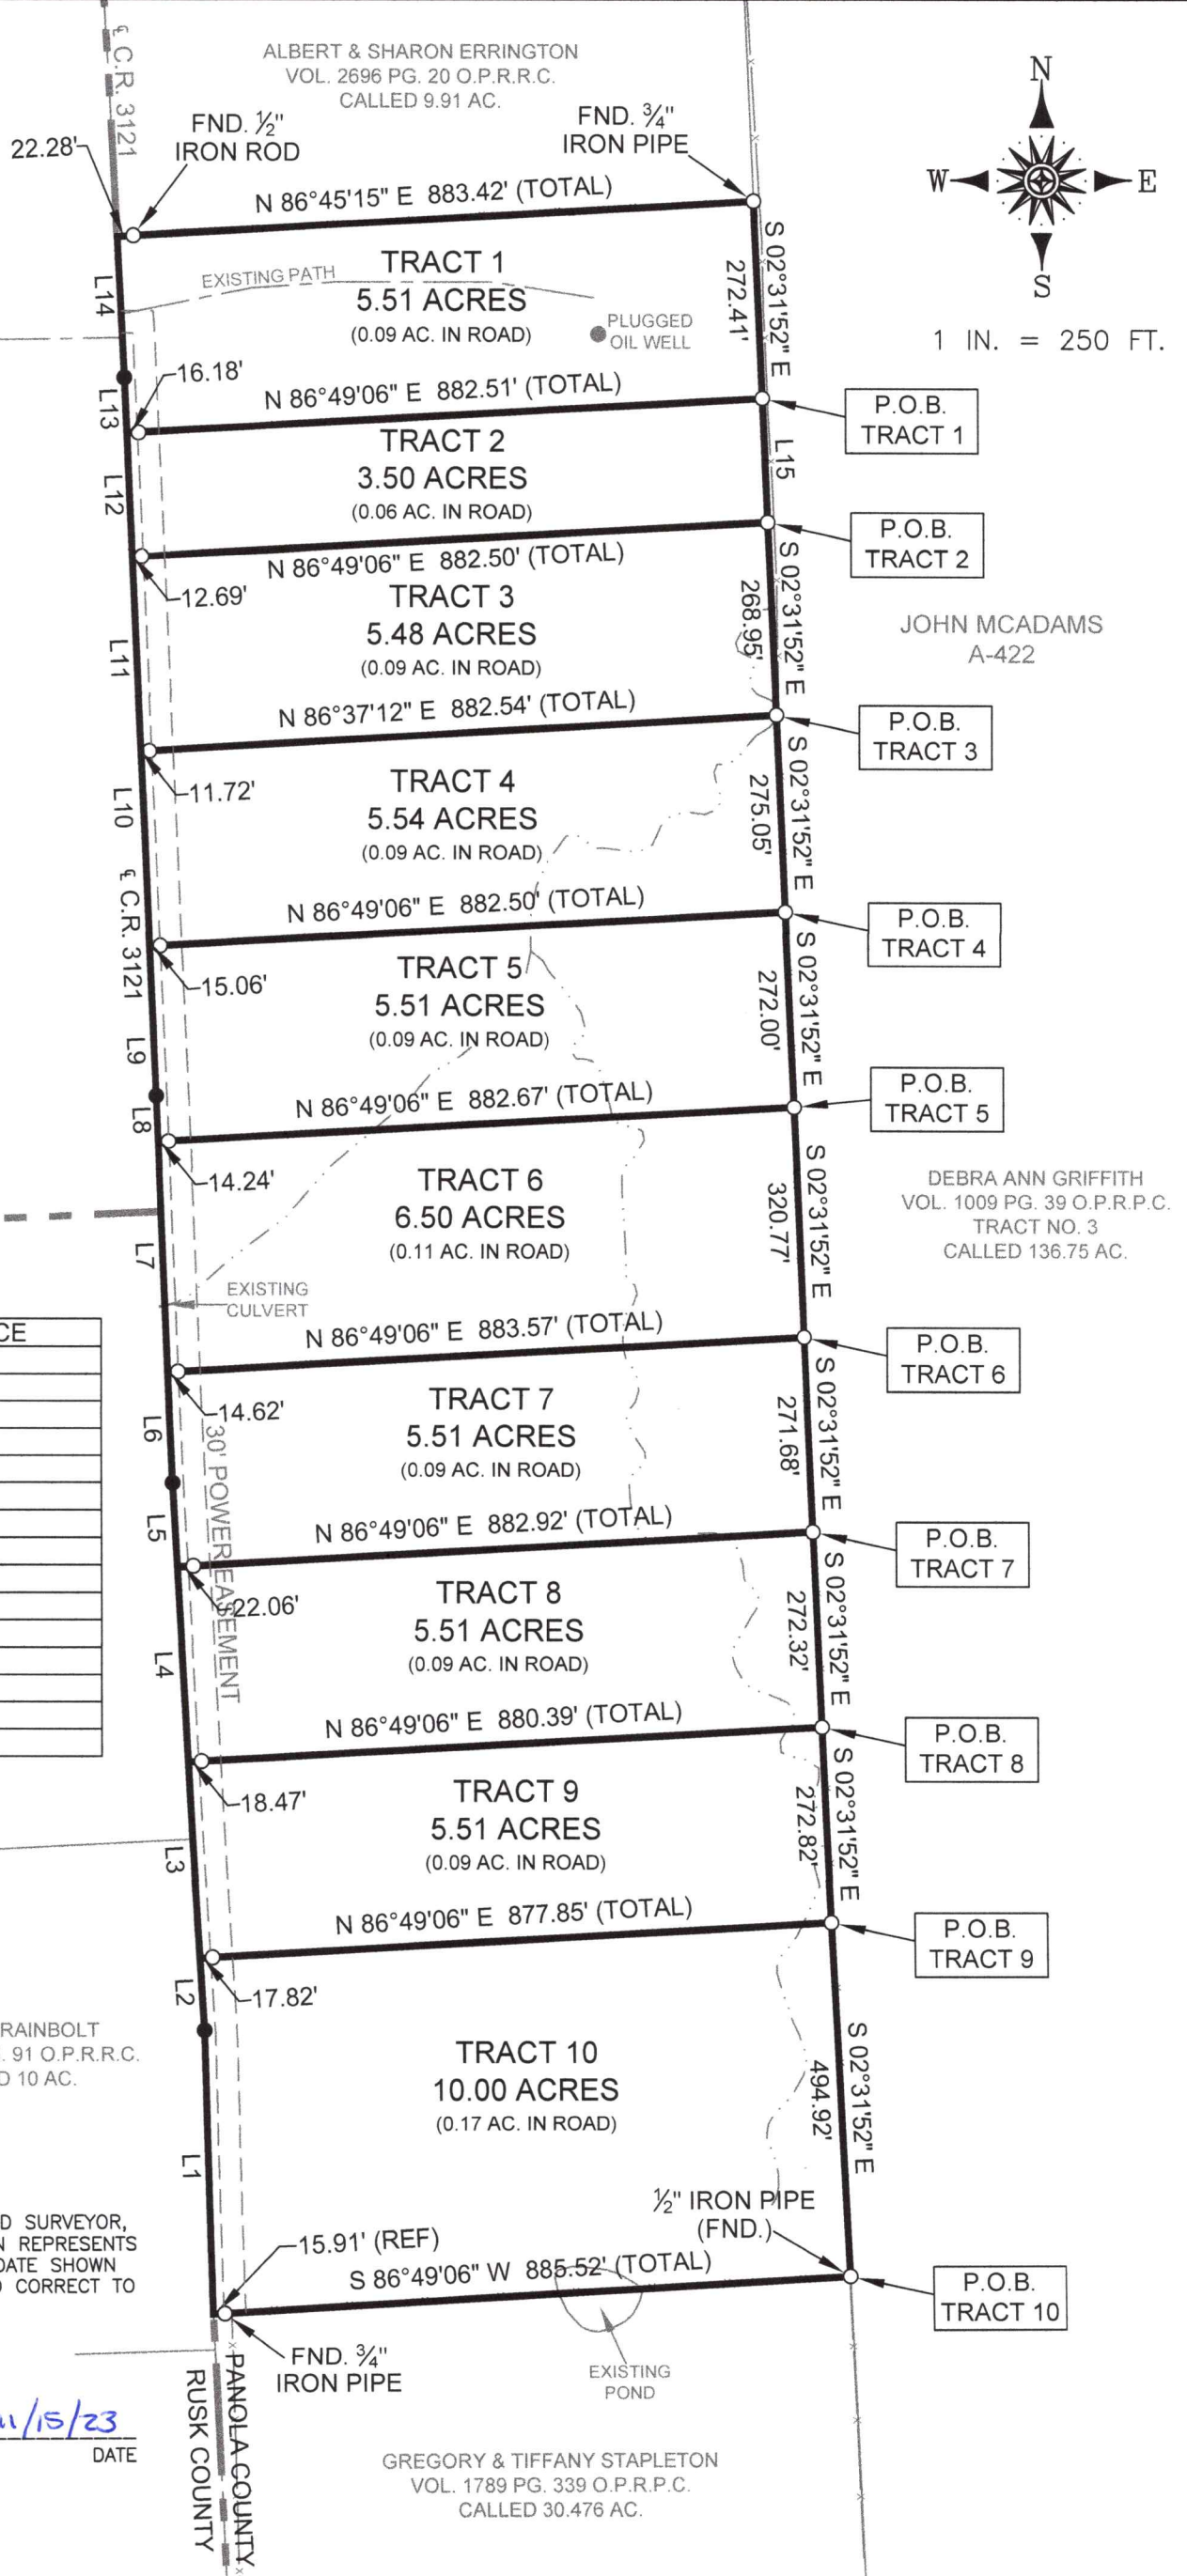 ℄ C.R. 3121
ALBERT & SHARON ERRINGTON
VOL. 2696 PG. 20 O.P.R.R.C.
CALLED 9.91 AC.
N
W
E
S
1 IN. = 250 FT.
22.28'
FND. ½"
IRON ROD
FND. ¾"
IRON PIPE
N 86°45'15" E 883.42' (TOTAL)
L14
EXISTING PATH
TRACT 1
5.51 ACRES
(0.09 AC. IN ROAD)
PLUGGED
OIL WELL
S 02°31'52" E
272.41'
16.18'
L13
N 86°49'06" E 882.51' (TOTAL)
P.O.B.
TRACT 1
TRACT 2
3.50 ACRES
(0.06 AC. IN ROAD)
L12
L15
N 86°49'06" E 882.50' (TOTAL)
P.O.B.
TRACT 2
12.69'
TRACT 3
5.48 ACRES
(0.09 AC. IN ROAD)
L11
S 02°31'52" E
268.95'
JOHN MCADAMS
A-422
N 86°37'12" E 882.54' (TOTAL)
P.O.B.
TRACT 3
11.72'
L10
TRACT 4
5.54 ACRES
(0.09 AC. IN ROAD)
S 02°31'52" E
275.05'
℄ C.R. 3121
N 86°49'06" E 882.50' (TOTAL)
P.O.B.
TRACT 4
15.06'
TRACT 5
5.51 ACRES
(0.09 AC. IN ROAD)
S 02°31'52" E
272.00'
L9
L8
N 86°49'06" E 882.67' (TOTAL)
P.O.B.
TRACT 5
14.24'
TRACT 6
6.50 ACRES
(0.11 AC. IN ROAD)
S 02°31'52" E
320.77'
DEBRA ANN GRIFFITH
VOL. 1009 PG. 39 O.P.R.P.C.
TRACT NO. 3
CALLED 136.75 AC.
L7
EXISTING
CULVERT
CE
N 86°49'06" E 883.57' (TOTAL)
P.O.B.
TRACT 6
14.62'
L6
TRACT 7
5.51 ACRES
(0.09 AC. IN ROAD)
S 02°31'52" E
271.68'
30' POWER EASEMENT
L5
N 86°49'06" E 882.92' (TOTAL)
P.O.B.
TRACT 7
22.06'
L4
TRACT 8
5.51 ACRES
(0.09 AC. IN ROAD)
S 02°31'52" E
272.32'
N 86°49'06" E 880.39' (TOTAL)
P.O.B.
TRACT 8
18.47'
L3
TRACT 9
5.51 ACRES
(0.09 AC. IN ROAD)
S 02°31'52" E
272.82'
N 86°49'06" E 877.85' (TOTAL)
P.O.B.
TRACT 9
17.82'
L2
RAINBOLT
. 91 O.P.R.R.C.
D 10 AC.
TRACT 10
10.00 ACRES
(0.17 AC. IN ROAD)
S 02°31'52" E
494.92'
L1
D SURVEYOR,
N REPRESENTS
DATE SHOWN
D CORRECT TO
½" IRON PIPE
(FND.)
15.91' (REF)
S 86°49'06" W 885.52' (TOTAL)
P.O.B.
TRACT 10
FND. ¾"
IRON PIPE
EXISTING
POND
RUSK COUNTY
PANOLA COUNTY
11/15/23
DATE
GREGORY & TIFFANY STAPLETON
VOL. 1789 PG. 339 O.P.R.P.C.
CALLED 30.476 AC.